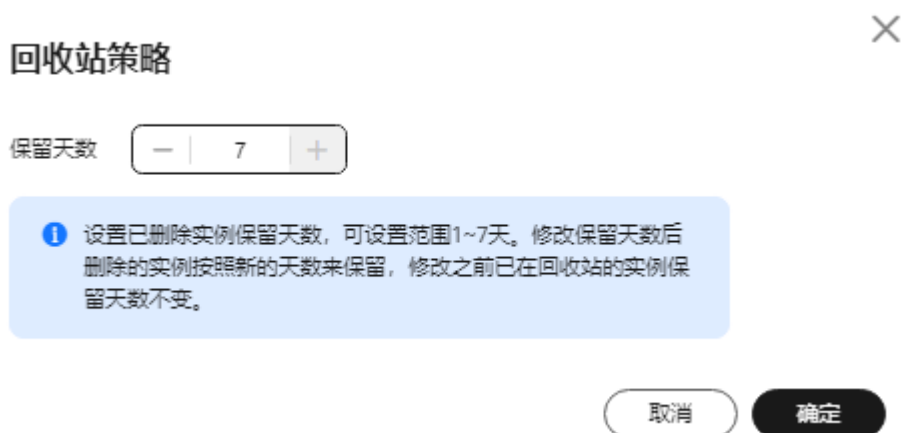 回收站策略
保留天数 － 7 ＋
设置已删除实例保留天数，可设置范围1~7天。修改保留天数后
删除的实例按照新的天数来保留，修改之前已在回收站的实例保
留天数不变。
取消 确定